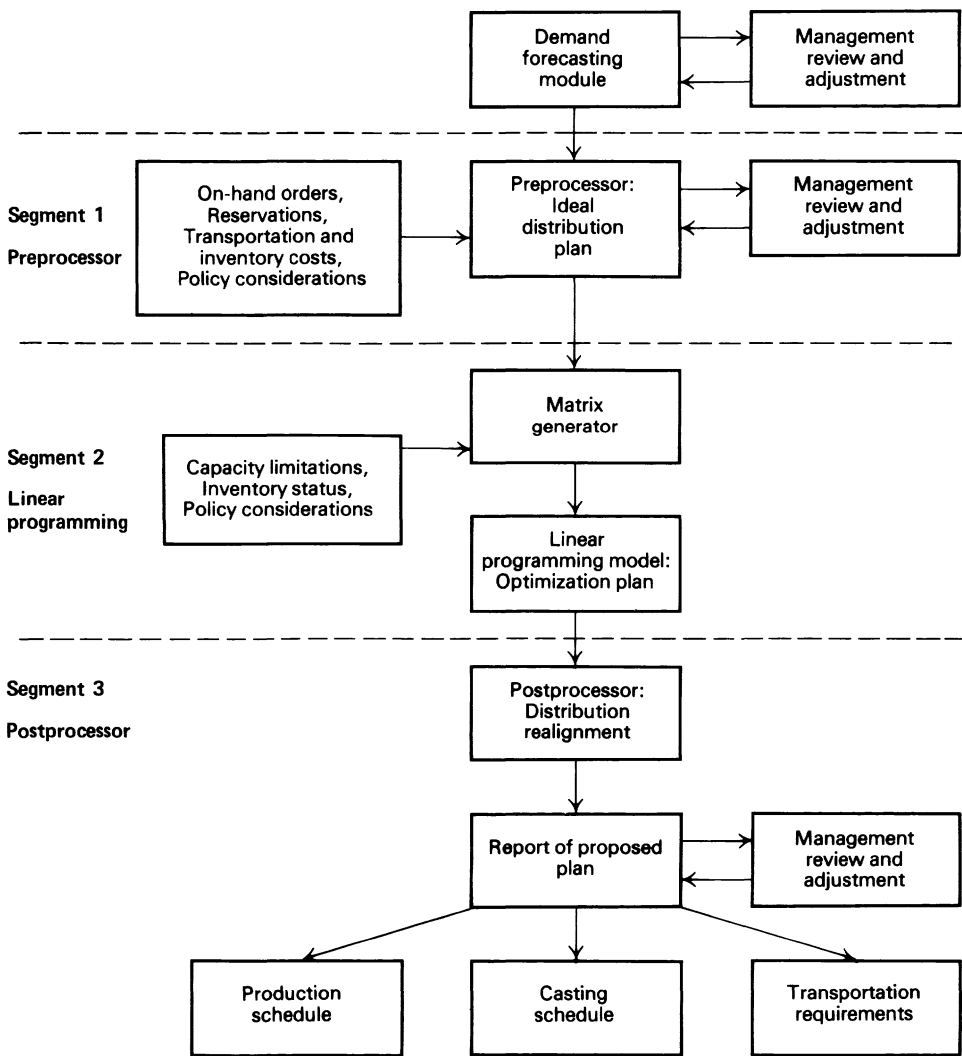 Demand
forecasting
module
Management
review and
adjustment
Segment 1
Preprocessor
On-hand orders,
Reservations,
Transportation and
inventory costs,
Policy considerations
Preprocessor:
Ideal
distribution
plan
Management
review and
adjustment
Segment 2
Linear
programming
Capacity limitations,
Inventory status,
Policy considerations
Matrix
generator
Linear
programming model:
Optimization plan
Segment 3
Postprocessor
Postprocessor:
Distribution
realignment
Report of proposed
plan
Management
review and
adjustment
Production
schedule
Casting
schedule
Transportation
requirements